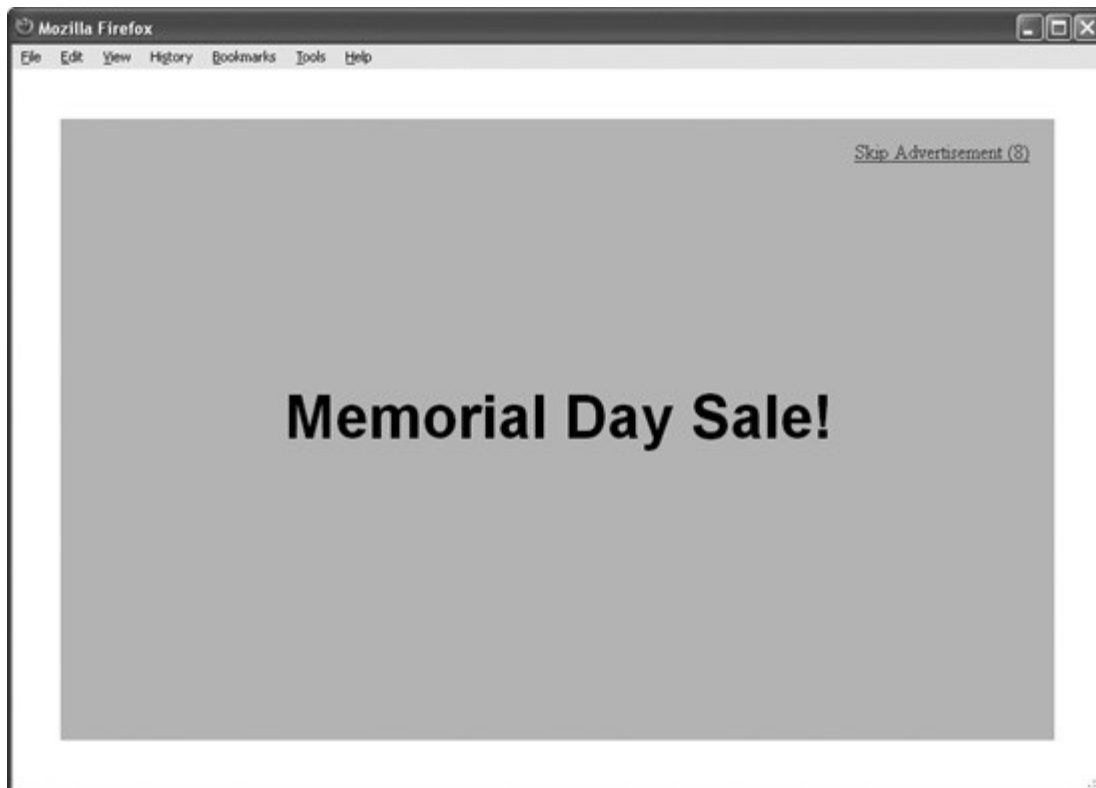 Mozilla Firefox
File Edit View History Bookmarks Tools Help
Skip Advertisement (8)
Memorial Day Sale!